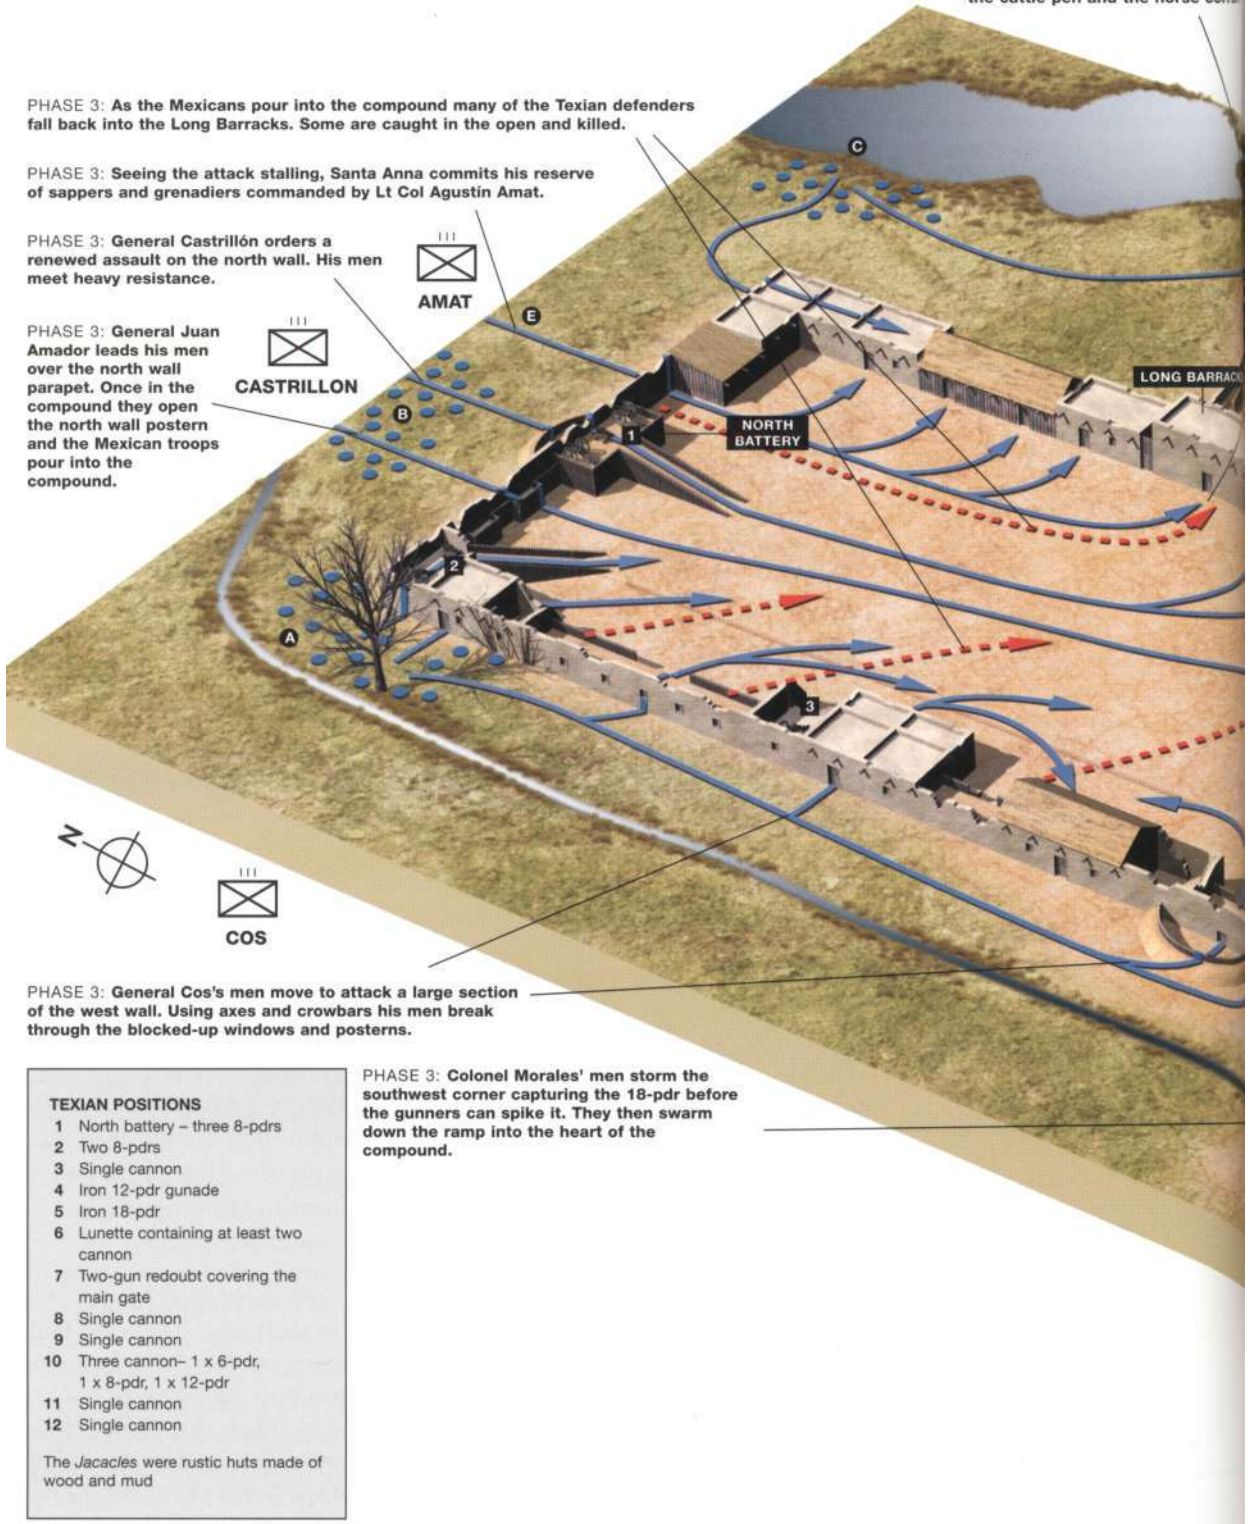 the cattle pen and the horse
PHASE 3: As the Mexicans pour into the compound many of the Texian defenders
fall back into the Long Barracks. Some are caught in the open and killed.
PHASE 3: Seeing the attack stalling, Santa Anna commits his reserve
of sappers and grenadiers commanded by Lt Col Agustín Amat.
PHASE 3: General Castrillón orders a
renewed assault on the north wall. His men
meet heavy resistance.
PHASE 3: General Juan
Amador leads his men
over the north wall
parapet. Once in the
compound they open
the north wall postern
and the Mexican troops
pour into the
compound.
III
AMAT
III
CASTRILLON
C
E
B
A
LONG BARRACK
1
NORTH
BATTERY
2
3
N
III
COS
PHASE 3: General Cos's men move to attack a large section
of the west wall. Using axes and crowbars his men break
through the blocked-up windows and posterns.
PHASE 3: Colonel Morales' men storm the
southwest corner capturing the 18-pdr before
the gunners can spike it. They then swarm
down the ramp into the heart of the
compound.
TEXIAN POSITIONS
1 North battery – three 8-pdrs
2 Two 8-pdrs
3 Single cannon
4 Iron 12-pdr gunade
5 Iron 18-pdr
6 Lunette containing at least two
cannon
7 Two-gun redoubt covering the
main gate
8 Single cannon
9 Single cannon
10 Three cannon– 1 x 6-pdr,
1 x 8-pdr, 1 x 12-pdr
11 Single cannon
12 Single cannon
The Jacacles were rustic huts made of
wood and mud